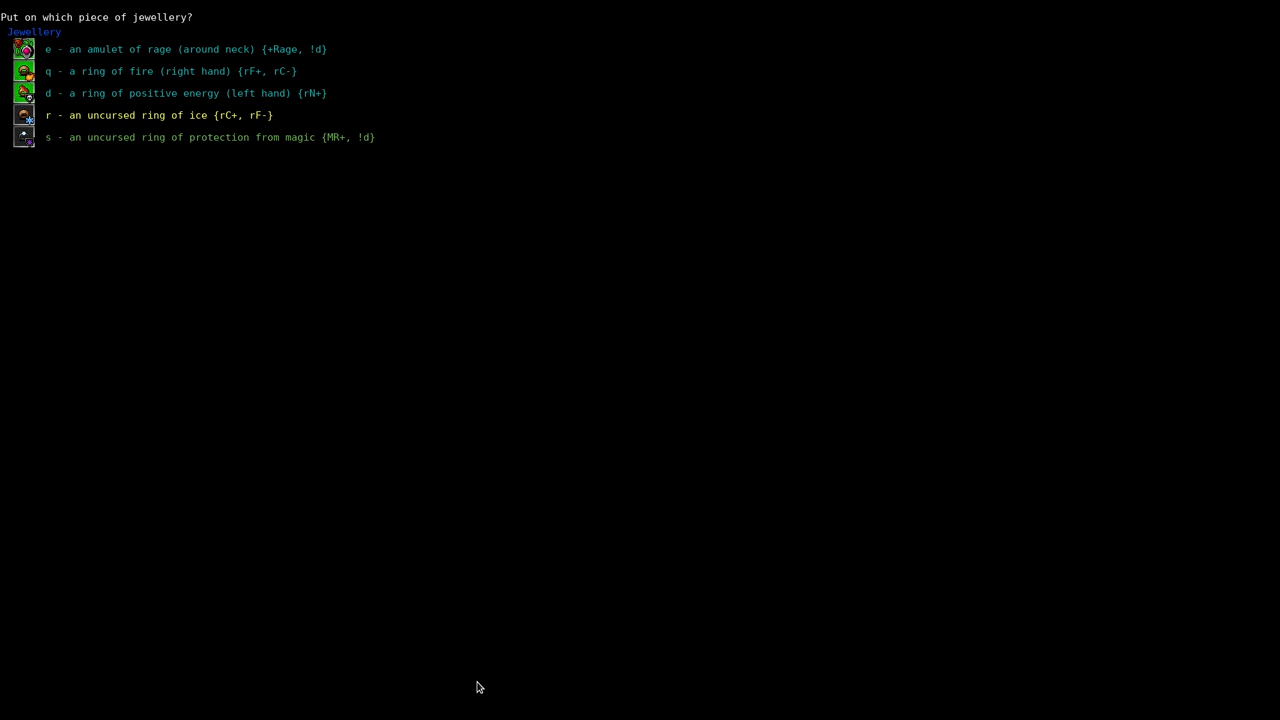 Put on which piece of jewellery?
Jewellery
e - an amulet of rage (around neck) {+Rage, !d}
q - a ring of fire (right hand) {rF+, rC-}
d - a ring of positive energy (left hand) {rN+}
r - an uncursed ring of ice {rC+, rF-}
s - an uncursed ring of protection from magic {MR+, !d}